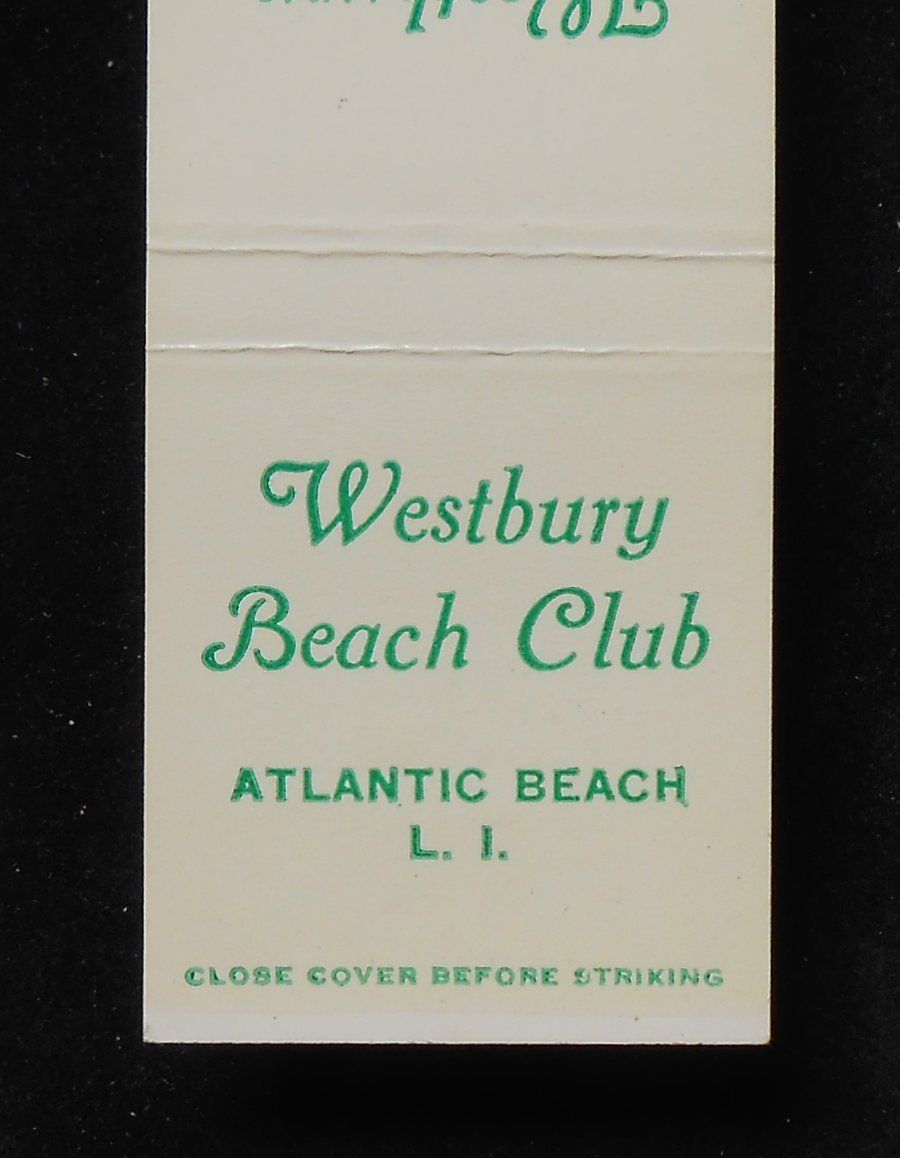 Westbury
Beach Club
ATLANTIC BEACH
L. I.
CLOSE COVER BEFORE STRIKING